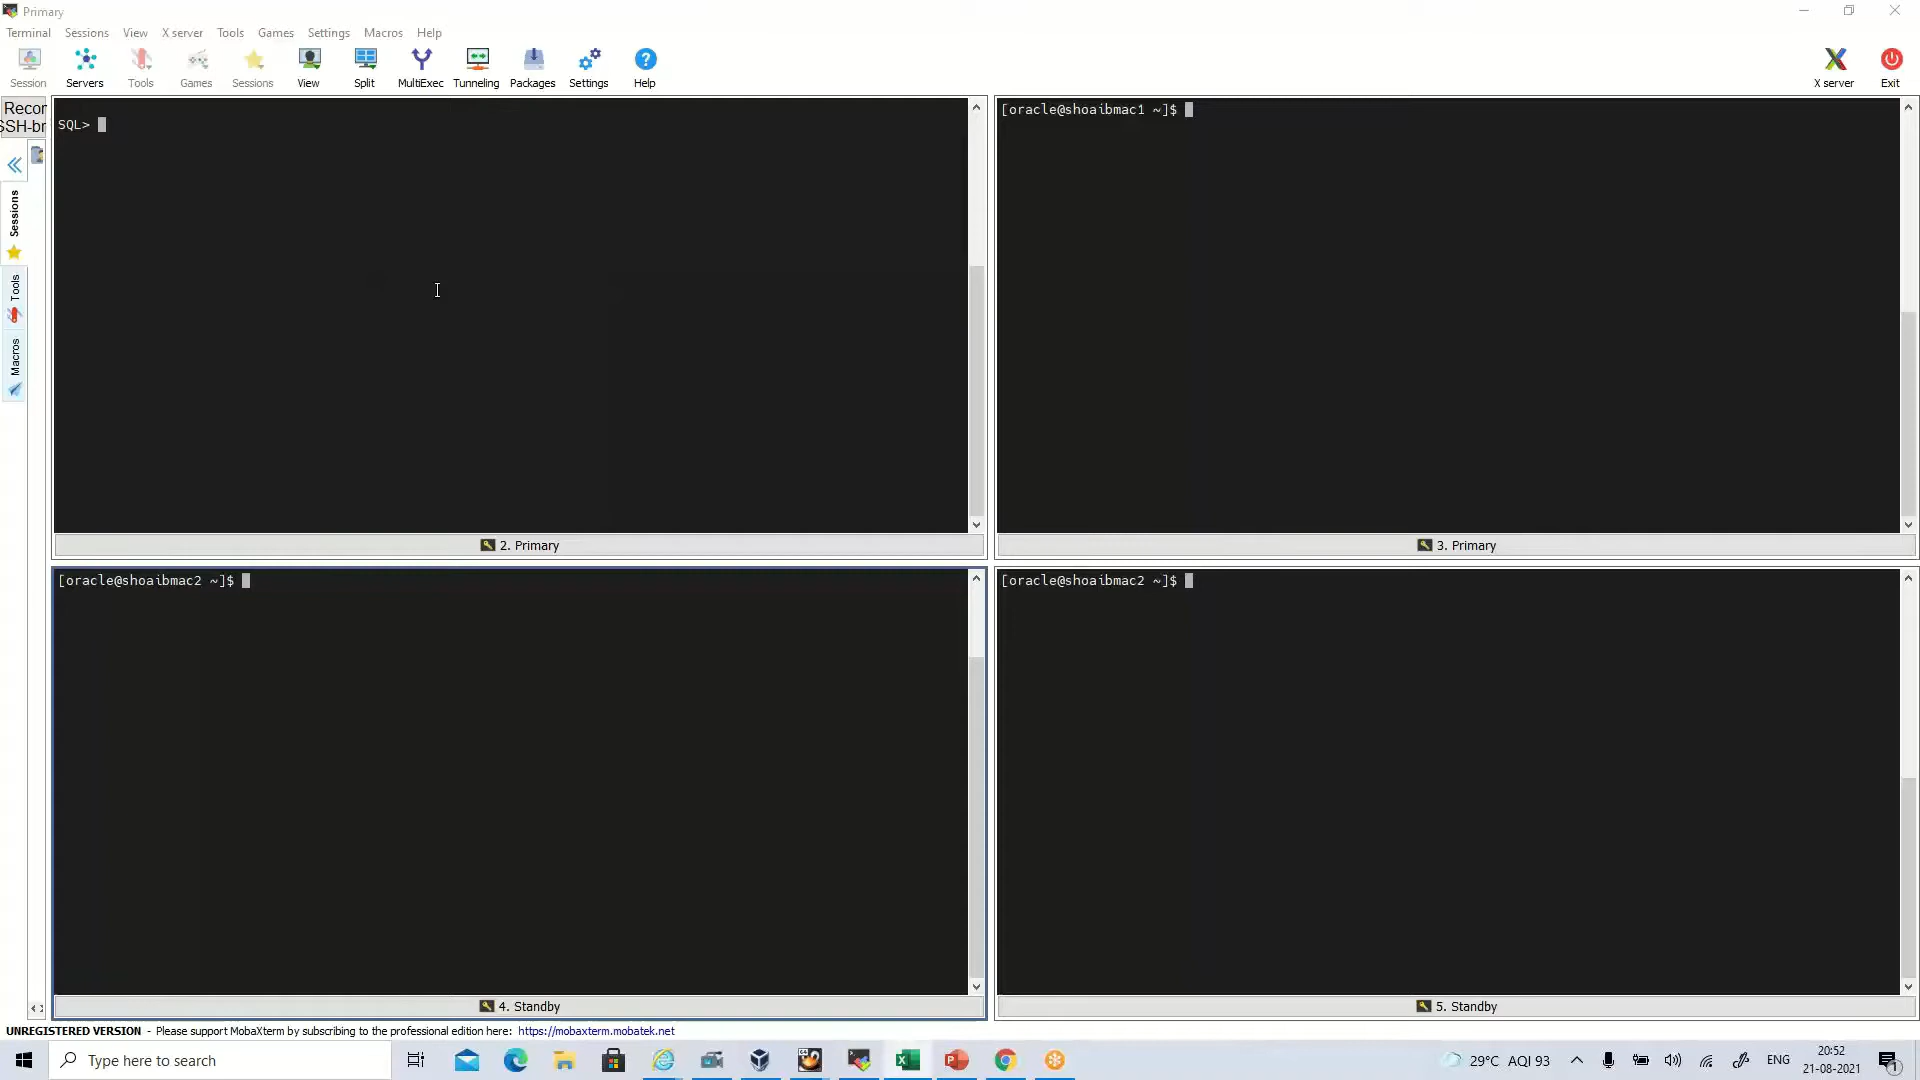 Primary
Terminal Sessions View X server Tools Games Settings Macros Help
Session Servers Tools Games Sessions View Split MultiExec Tunneling Packages Settings Help X server Exit
Recor
SSH-br
Sessions
Tools
Macros
SQL>
2. Primary
[oracle@shoaibmac1 ~]$
3. Primary
[oracle@shoaibmac2 ~]$
4. Standby
[oracle@shoaibmac2 ~]$
5. Standby
UNREGISTERED VERSION - Please support MobaXterm by subscribing to the professional edition here: https://mobaxterm.mobatek.net
Type here to search
29°C AQI 93
ENG
20:52
21-08-2021
1